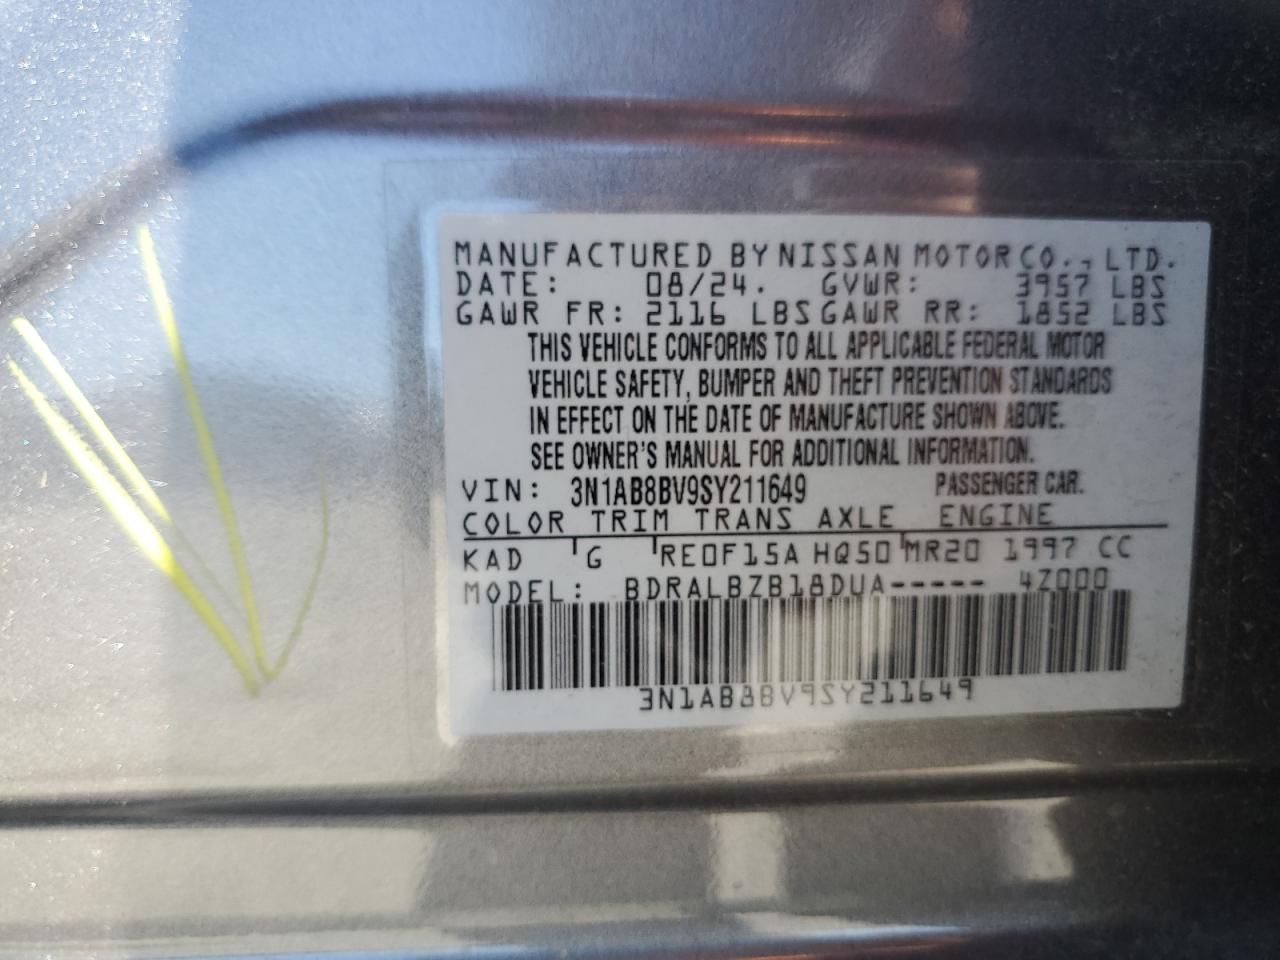 MANUFACTURED BY NISSAN MOTOR CO., LTD.
DATE: 08/24. GVWR: 3957 LBS
GAWR FR: 2116 LBS GAWR RR: 1852 LBS
THIS VEHICLE CONFORMS TO ALL APPLICABLE FEDERAL MOTOR
VEHICLE SAFETY, BUMPER AND THEFT PREVENTION STANDARDS
IN EFFECT ON THE DATE OF MANUFACTURE SHOWN ABOVE.
SEE OWNER'S MANUAL FOR ADDITIONAL INFORMATION.
VIN: 3N1AB8BV9SY211649 PASSENGER CAR.
COLOR TRIM TRANS AXLE ENGINE
KAD G RE0F15A HQ50 MR20 1997 CC
MODEL: BDRALBZB18DUA----- 4Z000
3N1AB8BV9SY211649